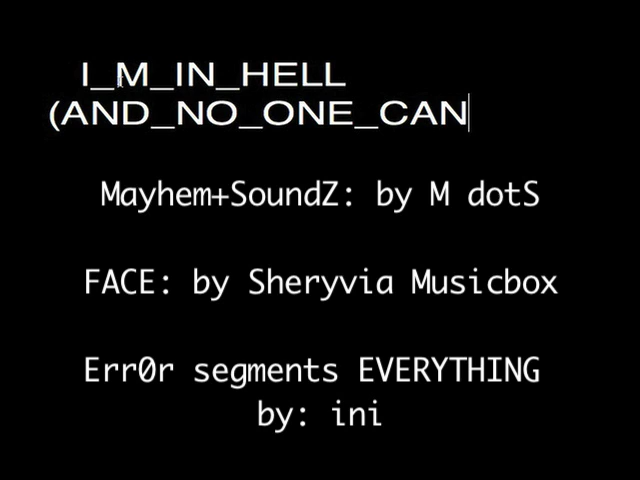 I_M_IN_HELL
(AND_NO_ONE_CAN
Mayhem+SoundZ: by M dotS
FACE: by Sheryvia Musicbox
Err0r segments EVERYTHING
by: ini